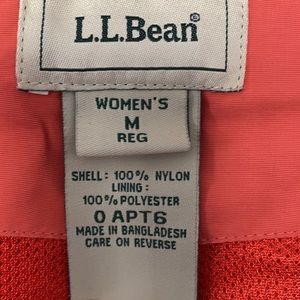 L.L.Bean®
WOMEN'S
M
REG
SHELL: 100% NYLON
LINING:
100% POLYESTER
0 APT6
MADE IN BANGLADESH
CARE ON REVERSE